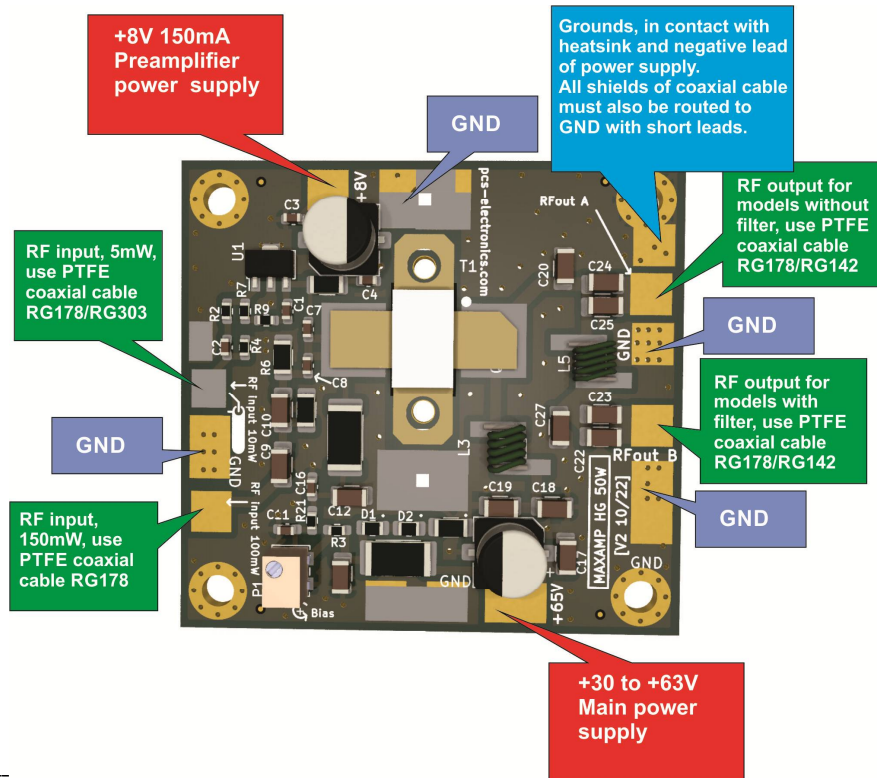 +8V 150mA
Preamplifier
power supply
GND
Grounds, in contact with
heatsink and negative lead
of power supply.
All shields of coaxial cable
must also be routed to
GND with short leads.
RF output for
models without
filter, use PTFE
coaxial cable
RG178/RG142
GND
RF output for
models with
filter, use PTFE
coaxial cable
RG178/RG142
GND
RF input, 5mW,
use PTFE
coaxial cable
RG178/RG303
GND
RF input,
150mW, use
PTFE coaxial
cable RG178
+30 to +63V
Main power
supply
+8V
pcs-electronics.com
RFout A
C3
U1
C4
T1
C20
C24
C25
R7
R2
R9
C1
C7
C2
R4
R6
C8
L5
GND
RF Input 10mW
GND
C10
C9
L3
C27
C23
C22
RFout B
RF input 100mW
C16
R21
C11
C12
D1
D2
R3
C19
C18
C17
MAXAMP HG 50W
[V2 10/22]
GND
GND
P1
Bias
+
+65V